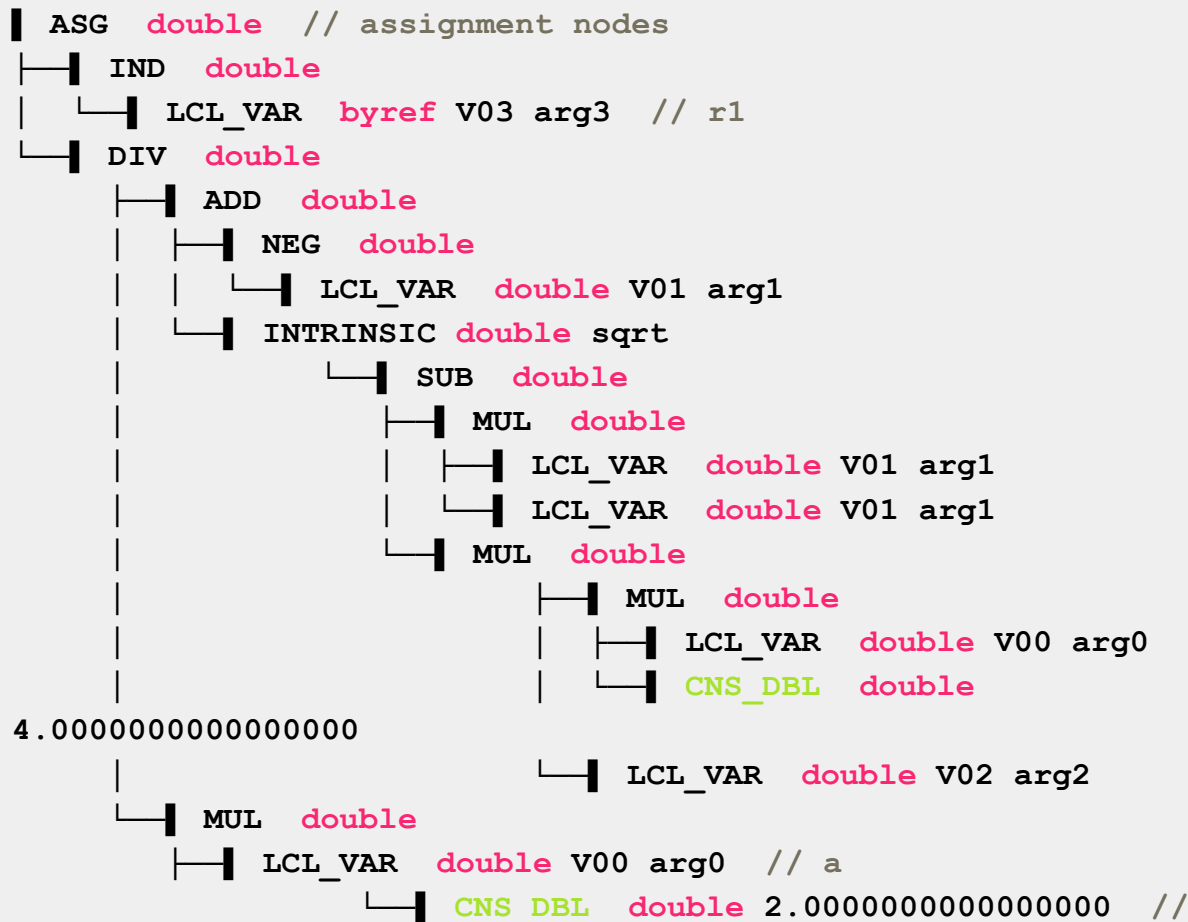 ASG double // assignment nodes
IND double
LCL_VAR byref V03 arg3 // r1
DIV double
ADD double
NEG double
LCL_VAR double V01 arg1
INTRINSIC double sqrt
SUB double
MUL double
LCL_VAR double V01 arg1
LCL_VAR double V01 arg1
MUL double
MUL double
LCL_VAR double V00 arg0
CNS_DBL double
4.0000000000000000
LCL_VAR double V02 arg2
MUL double
LCL_VAR double V00 arg0 // a
CNS_DBL double 2.0000000000000000 //